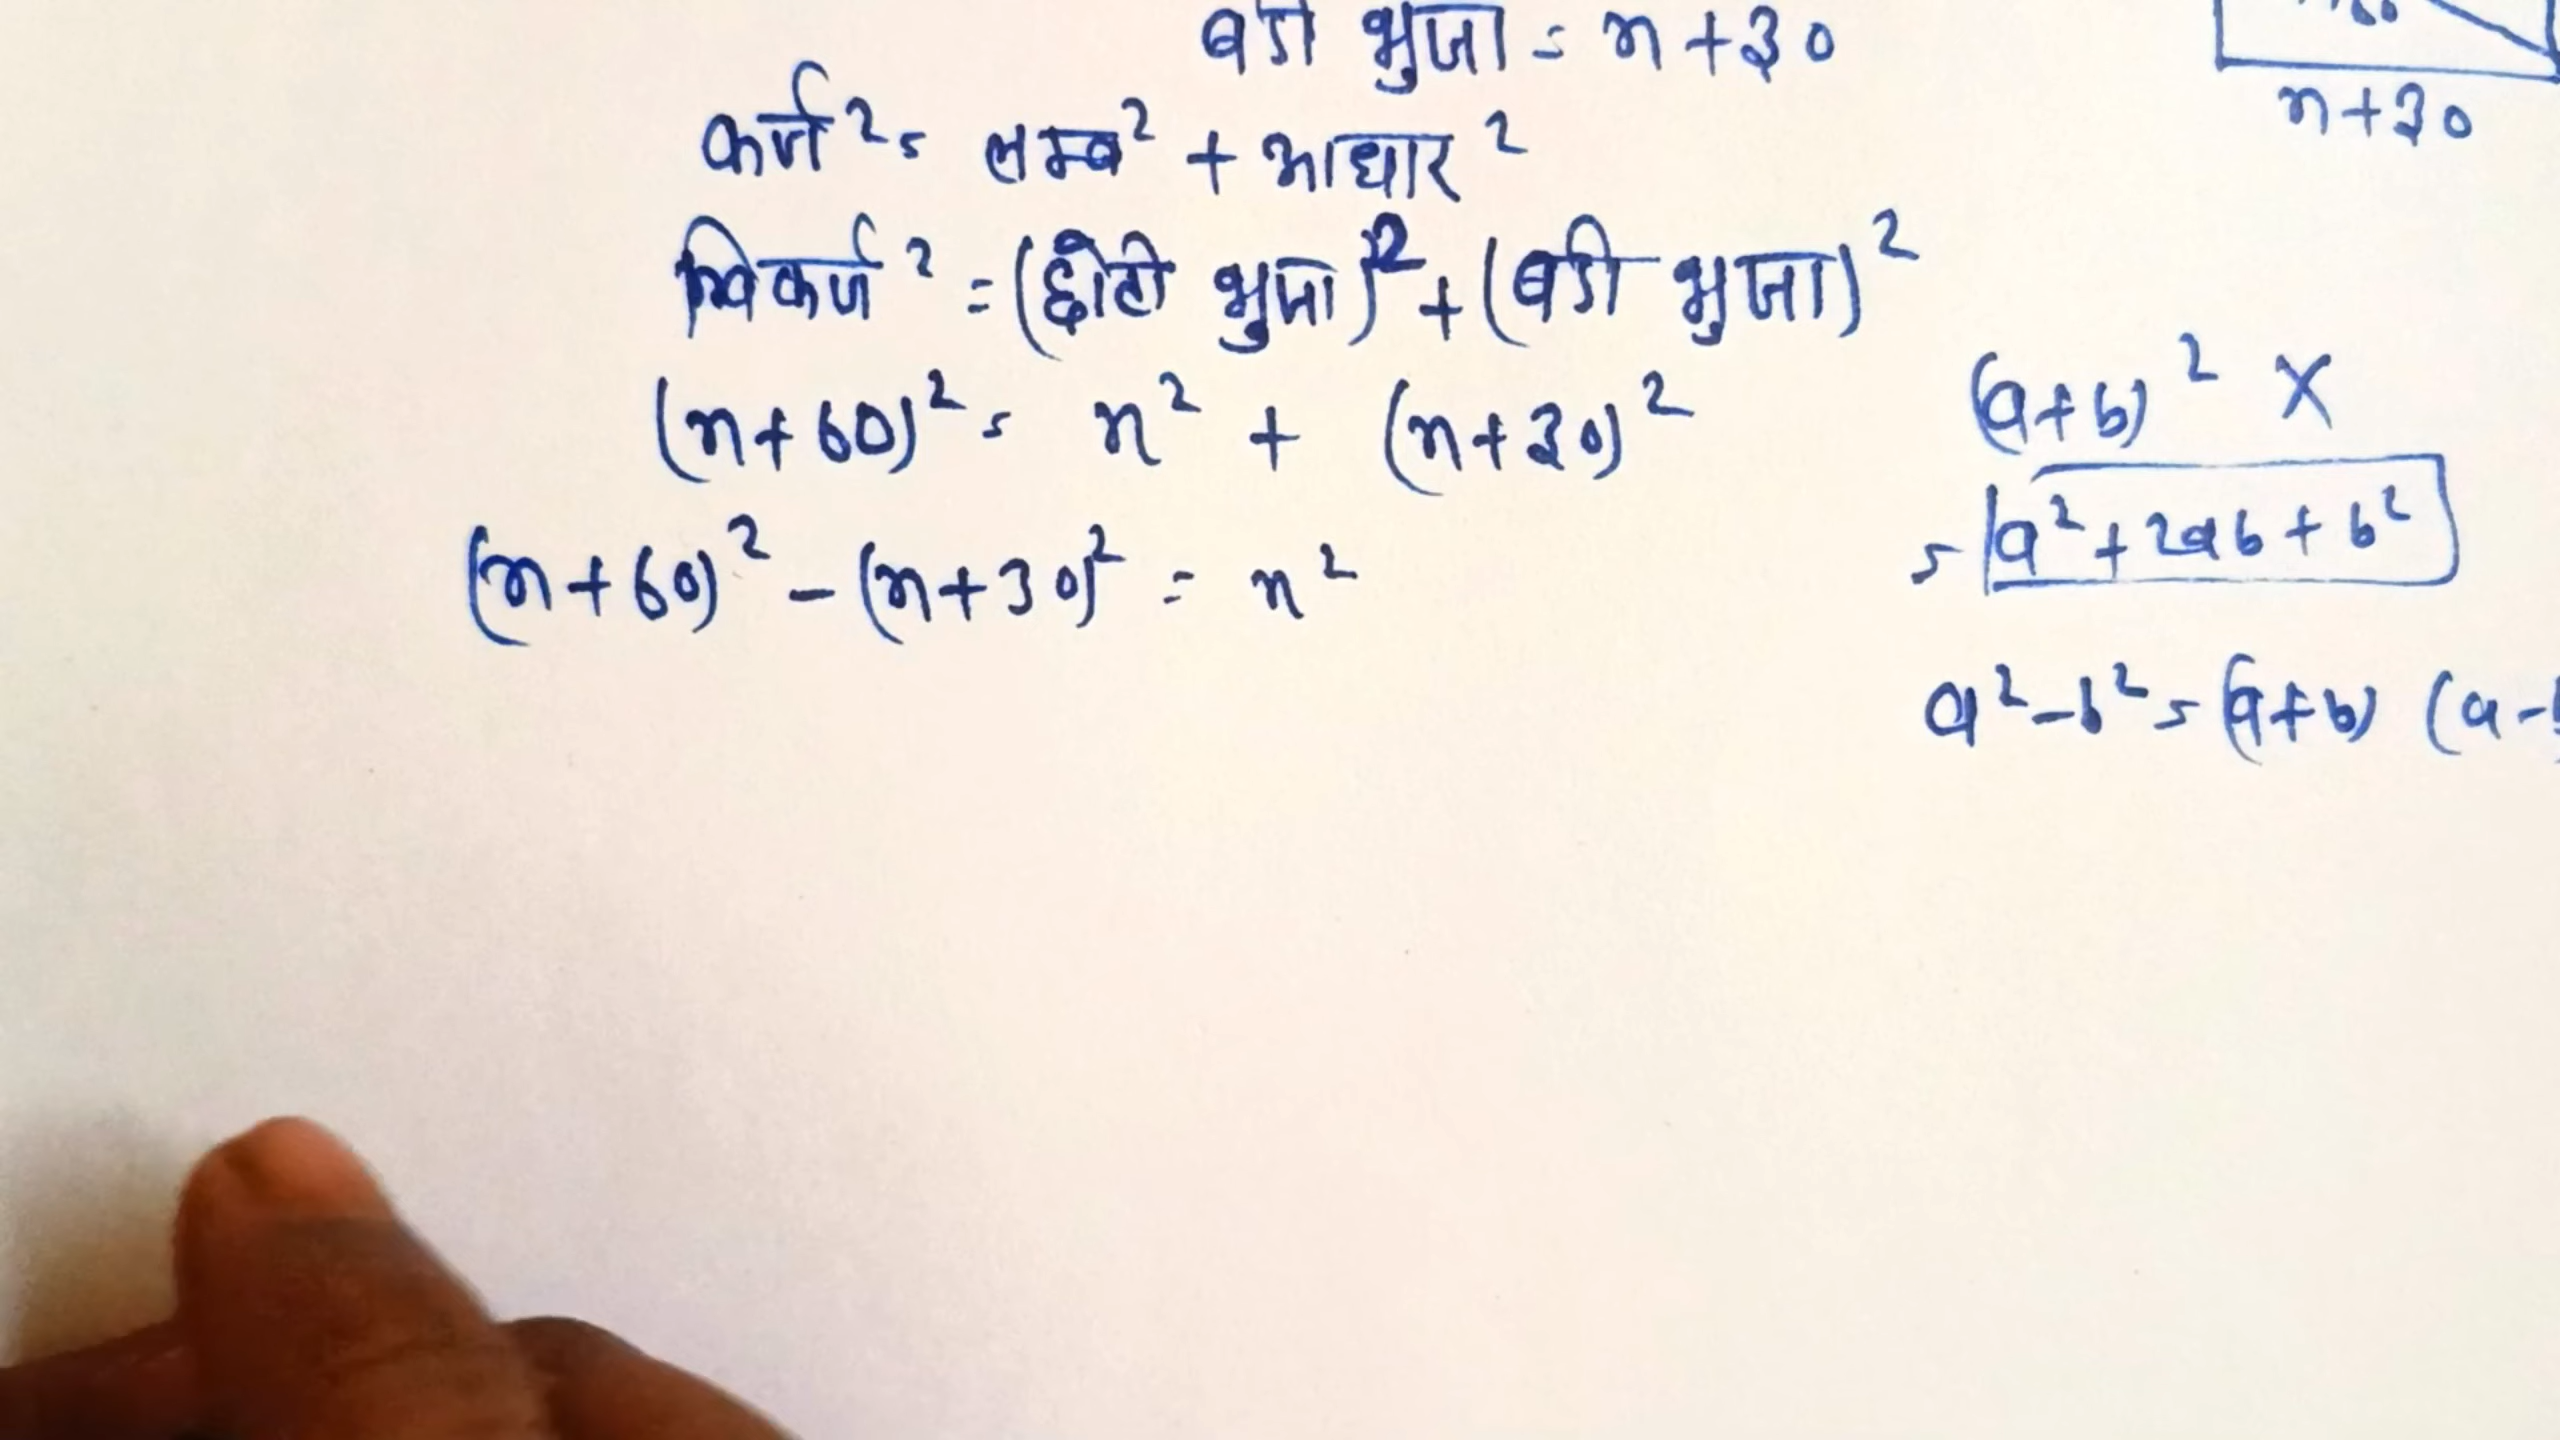 बडी भुजा = x + 30
कर्ण² = लम्ब² + आधार²
विकर्ण² = (छोटी भुजा)² + (बडी भुजा)²
(x + 60)² = x² + (x + 30)²
(x + 60)² - (x + 30)² = x²
60
x + 30
(a + b)² X
= a² + 2ab + b²
a² - b² = (a + b) (a -